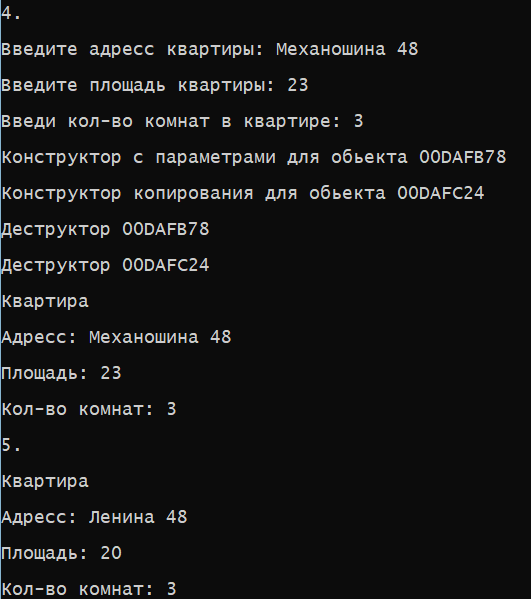 4.
Введите адресс квартиры: Механошина 48
Введите площадь квартиры: 23
Введи кол-во комнат в квартире: 3
Конструктор с параметрами для обьекта 00DAFB78
Конструктор копирования для обьекта 00DAFC24
Деструктор 00DAFB78
Деструктор 00DAFC24
Квартира
Адресс: Механошина 48
Площадь: 23
Кол-во комнат: 3
5.
Квартира
Адресс: Ленина 48
Площадь: 20
Кол-во комнат: 3